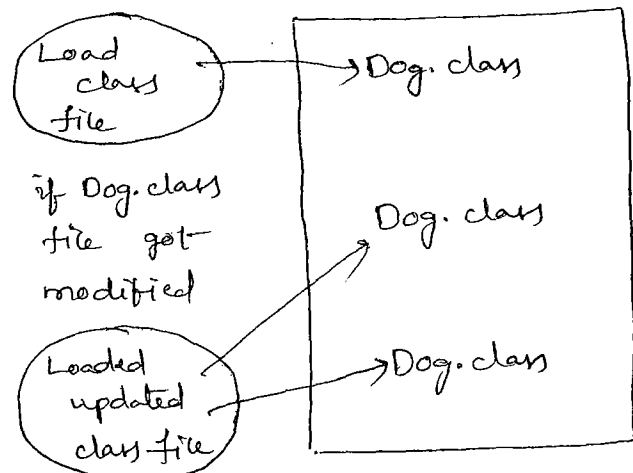 Load
class
file
Dog.class
if Dog.class
file got
modified
Dog.class
Loaded
updated
class file
Dog.class